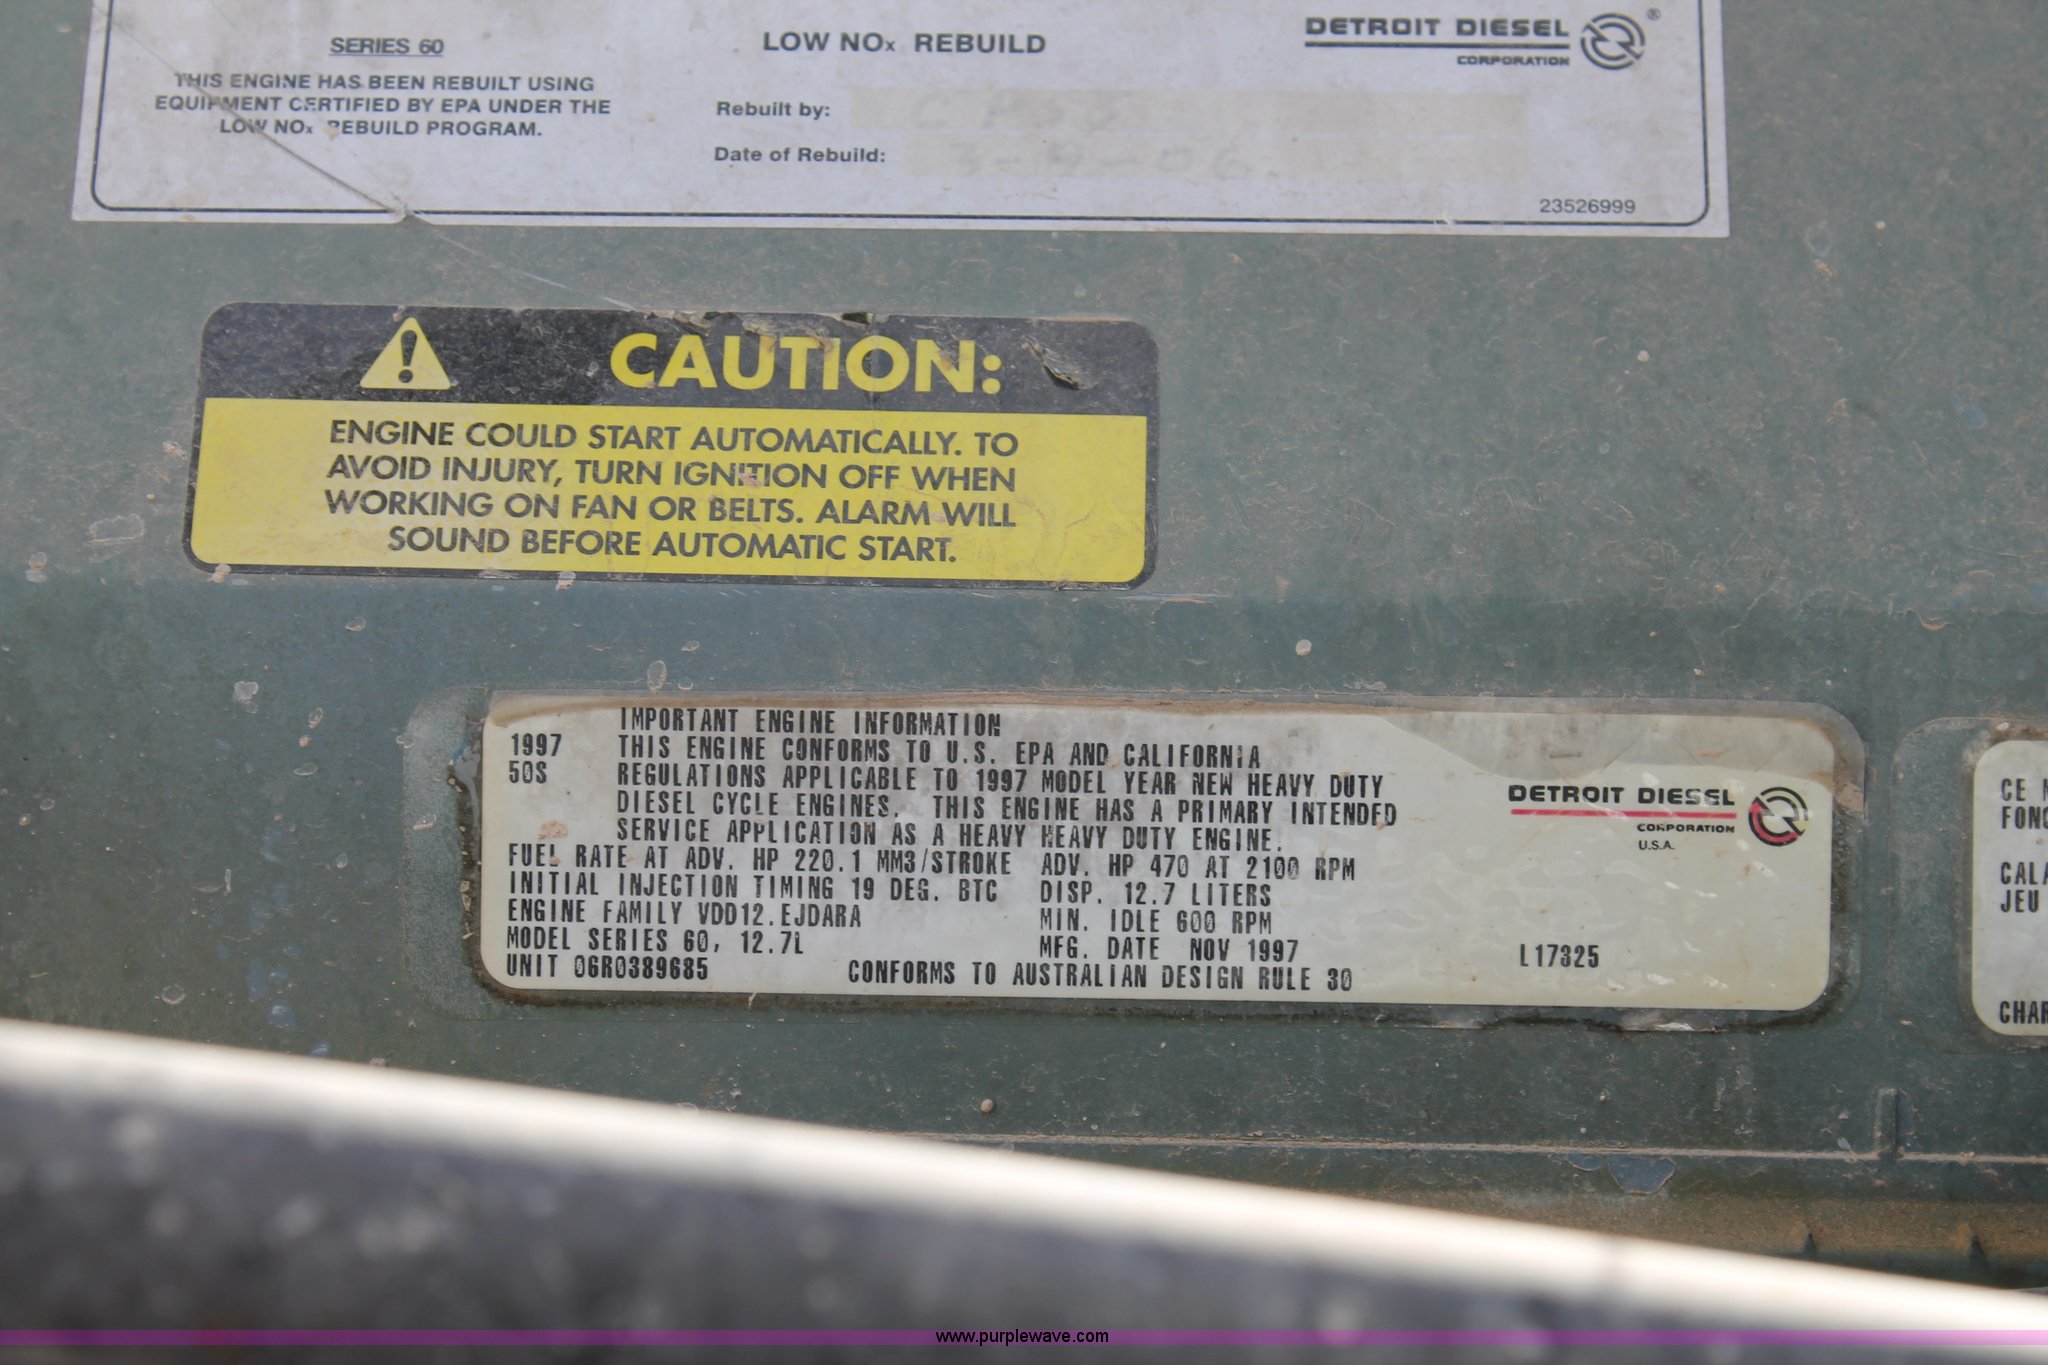 SERIES 60
THIS ENGINE HAS BEEN REBUILT USING
EQUIPMENT CERTIFIED BY EPA UNDER THE
LOW NOx REBUILD PROGRAM.
LOW NOx REBUILD
Rebuilt by:
Date of Rebuild:
DETROIT DIESEL ®
CORPORATION
23526999
CAUTION:
ENGINE COULD START AUTOMATICALLY. TO
AVOID INJURY, TURN IGNITION OFF WHEN
WORKING ON FAN OR BELTS. ALARM WILL
SOUND BEFORE AUTOMATIC START.
IMPORTANT ENGINE INFORMATION
1997 THIS ENGINE CONFORMS TO U.S. EPA AND CALIFORNIA
50S REGULATIONS APPLICABLE TO 1997 MODEL YEAR NEW HEAVY DUTY
DIESEL CYCLE ENGINES. THIS ENGINE HAS A PRIMARY INTENDED
SERVICE APPLICATION AS A HEAVY HEAVY DUTY ENGINE.
FUEL RATE AT ADV. HP 220.1 MM3/STROKE ADV. HP 470 AT 2100 RPM
INITIAL INJECTION TIMING 19 DEG. BTC DISP. 12.7 LITERS
ENGINE FAMILY VDD12.EJDARA MIN. IDLE 600 RPM
MODEL SERIES 60, 12.7L MFG. DATE NOV 1997
UNIT 06R0389685 CONFORMS TO AUSTRALIAN DESIGN RULE 30
DETROIT DIESEL
CORPORATION
U.S.A.
L17325
CE
JEU
www.purplewave.com